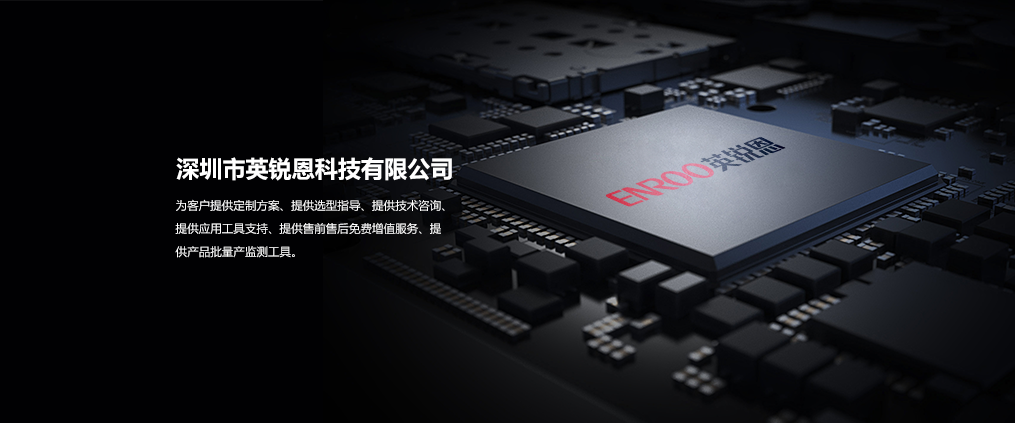 深圳市英锐恩科技有限公司
为客户提供定制方案、提供选型指导、提供技术咨询、
提供应用工具支持、提供售前售后免费增值服务、提
供产品批量产监测工具。
ENROO英锐恩